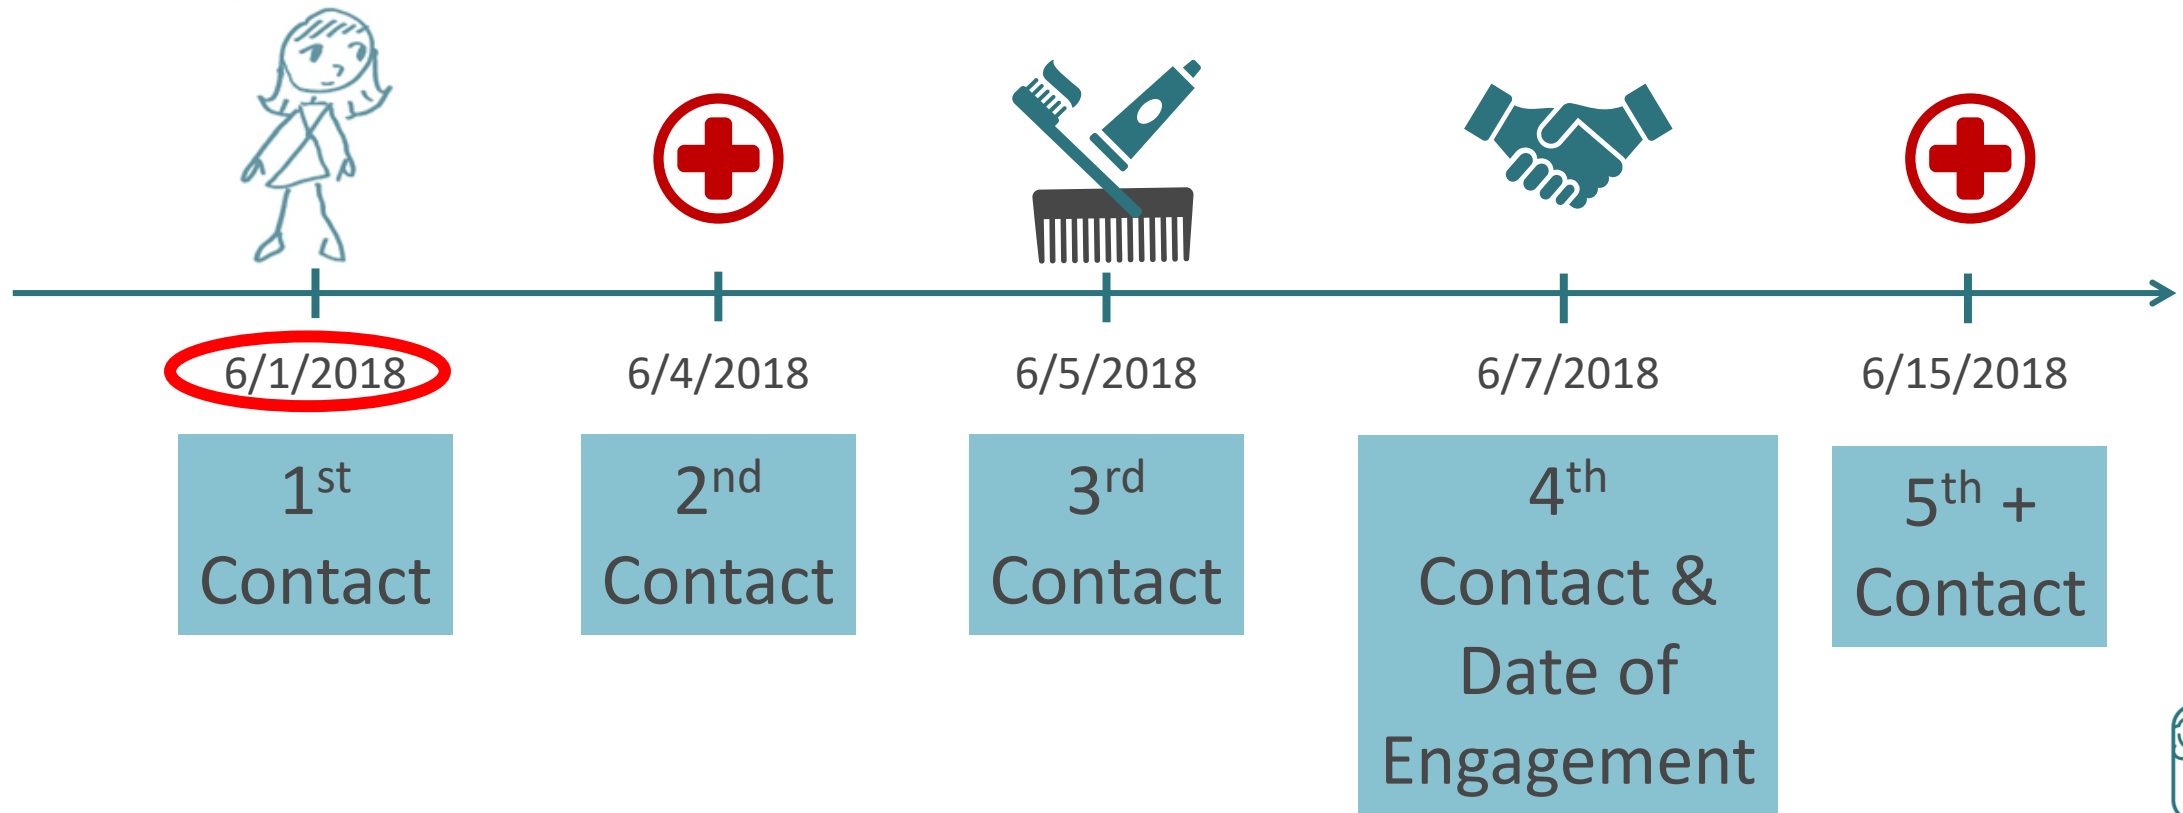 6/1/2018
6/4/2018
6/5/2018
6/7/2018
6/15/2018
1st
Contact
2nd
Contact
3rd
Contact
4th
Contact &
Date of
Engagement
5th +
Contact